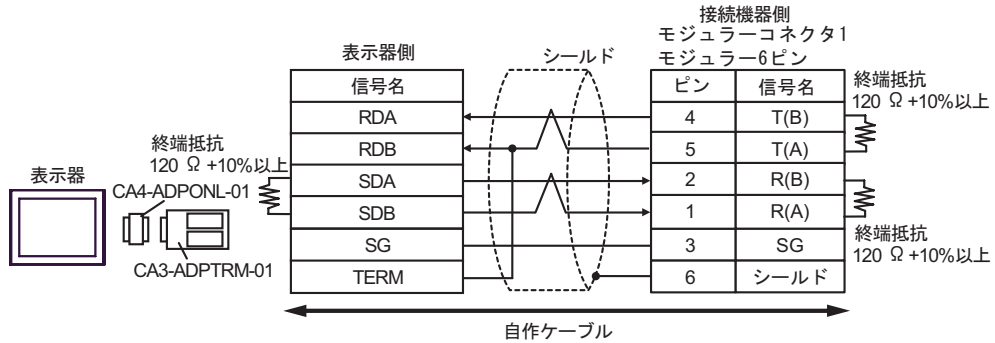 接続機器側
モジュラーコネクタ1
モジュラー6ピン
表示器側
シールド
信号名
ピン 信号名
終端抵抗
120 Ω +10%以上
RDA 4 T(B)
RDB 5 T(A)
SDA 2 R(B)
SDB 1 R(A)
SG 3 SG
TERM 6 シールド
終端抵抗
120 Ω +10%以上
終端抵抗
120 Ω +10%以上
表示器
CA4-ADPONL-01
CA3-ADPTRM-01
自作ケーブル